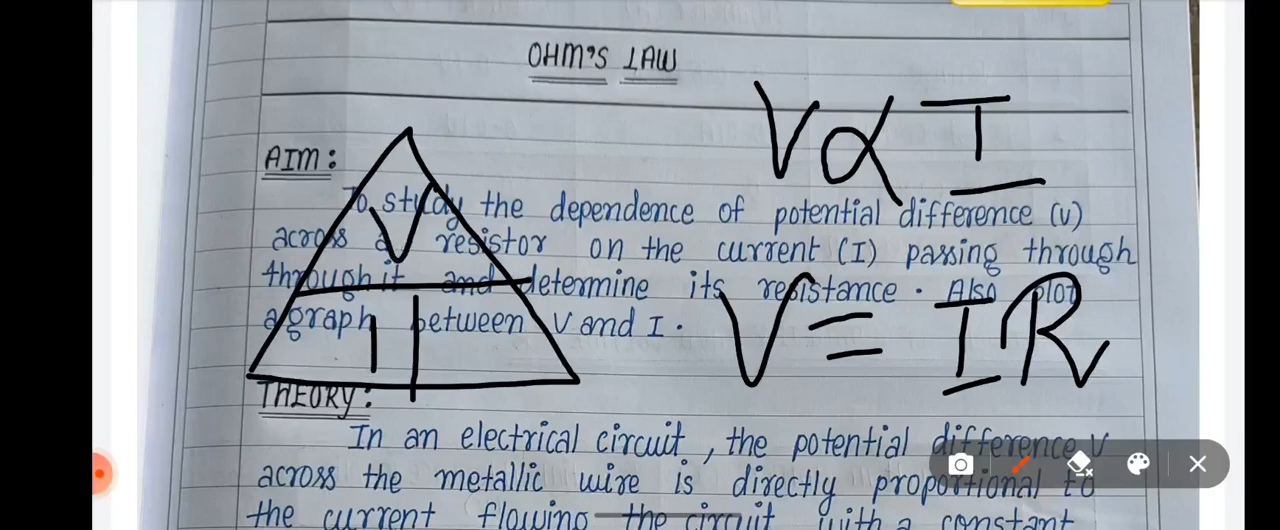 OHM'S LAW
V ∝ I
AIM:
To study the dependence of potential difference (V)
across a resistor on the current (I) passing through
through it and determine its resistance. Also plot
a graph between V and I.
V
I
V = IR
THEORY:
In an electrical circuit, the potential difference V
across the metallic wire is directly proportional to
the current flowing the circuit with a constant